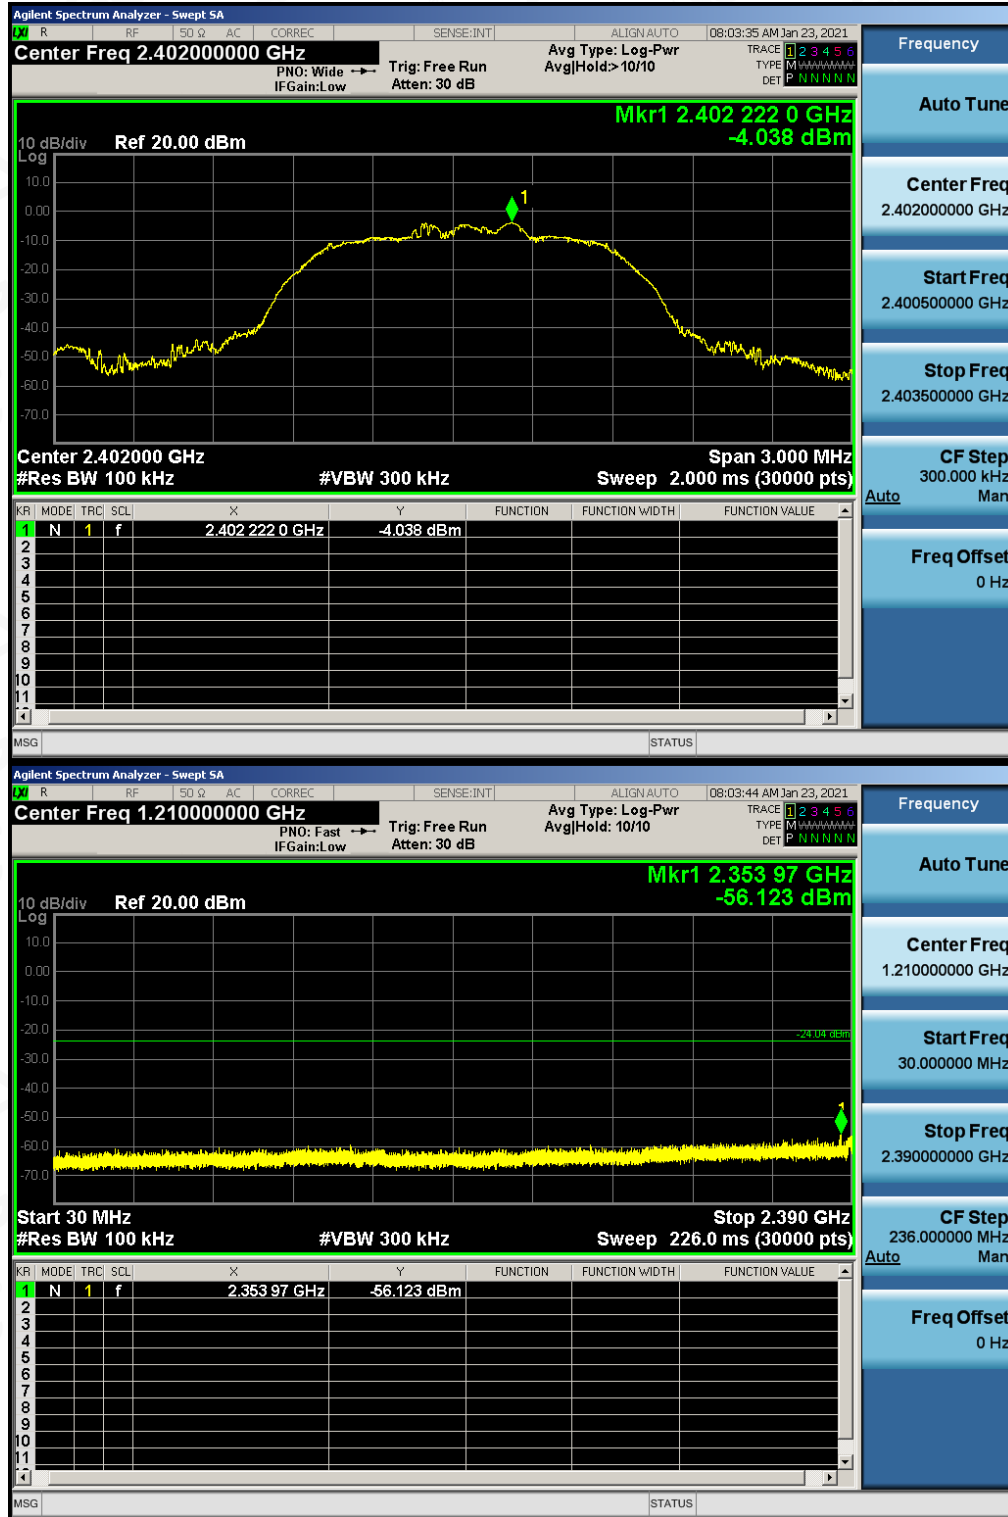 Agilent Spectrum Analyzer - Swept SA
LXI R RF 50 Ω AC CORREC SENSE:INT ALIGN AUTO 08:03:35 AM Jan 23, 2021
Center Freq 2.402000000 GHz
PNO: Wide
IFGain:Low
Trig: Free Run
Atten: 30 dB
Avg Type: Log-Pwr
Avg|Hold:> 10/10
TRACE 1 2 3 4 5 6
TYPE M WWWWW
DET P N N N N N
Mkr1 2.402 222 0 GHz
-4.038 dBm
10 dB/div Ref 20.00 dBm
Log
1
10.0
0.00
-10.0
-20.0
-30.0
-40.0
-50.0
-60.0
-70.0
Center 2.402000 GHz Span 3.000 MHz
#Res BW 100 kHz #VBW 300 kHz Sweep 2.000 ms (30000 pts)
KR MODE TRC SCL X Y FUNCTION FUNCTION WIDTH FUNCTION VALUE
1 N 1 f 2.402 222 0 GHz -4.038 dBm
2
3
4
5
6
7
8
9
10
11
MSG STATUS
Frequency
Auto Tune
Center Freq
2.402000000 GHz
Start Freq
2.400500000 GHz
Stop Freq
2.403500000 GHz
CF Step
300.000 kHz
Auto Man
Freq Offset
0 Hz
Agilent Spectrum Analyzer - Swept SA
LXI R RF 50 Ω AC CORREC SENSE:INT ALIGN AUTO 08:03:44 AM Jan 23, 2021
Center Freq 1.210000000 GHz
PNO: Fast
IFGain:Low
Trig: Free Run
Atten: 30 dB
Avg Type: Log-Pwr
Avg|Hold: 10/10
TRACE 1 2 3 4 5 6
TYPE M WWWWW
DET P N N N N N
Mkr1 2.353 97 GHz
-56.123 dBm
10 dB/div Ref 20.00 dBm
Log
10.0
0.00
-10.0
-20.0
-24.04 dBm
-30.0
-40.0
-50.0
1
-60.0
-70.0
Start 30 MHz Stop 2.390 GHz
#Res BW 100 kHz #VBW 300 kHz Sweep 226.0 ms (30000 pts)
KR MODE TRC SCL X Y FUNCTION FUNCTION WIDTH FUNCTION VALUE
1 N 1 f 2.353 97 GHz -56.123 dBm
2
3
4
5
6
7
8
9
10
11
MSG STATUS
Frequency
Auto Tune
Center Freq
1.210000000 GHz
Start Freq
30.000000 MHz
Stop Freq
2.390000000 GHz
CF Step
236.000000 MHz
Auto Man
Freq Offset
0 Hz